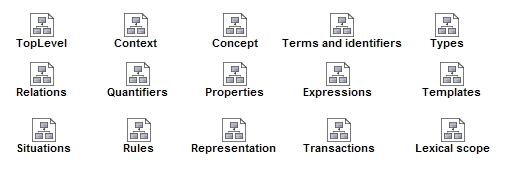 TopLevel Context Concept Terms and identifiers Types
Relations Quantifiers Properties Expressions Templates
Situations Rules Representation Transactions Lexical scope